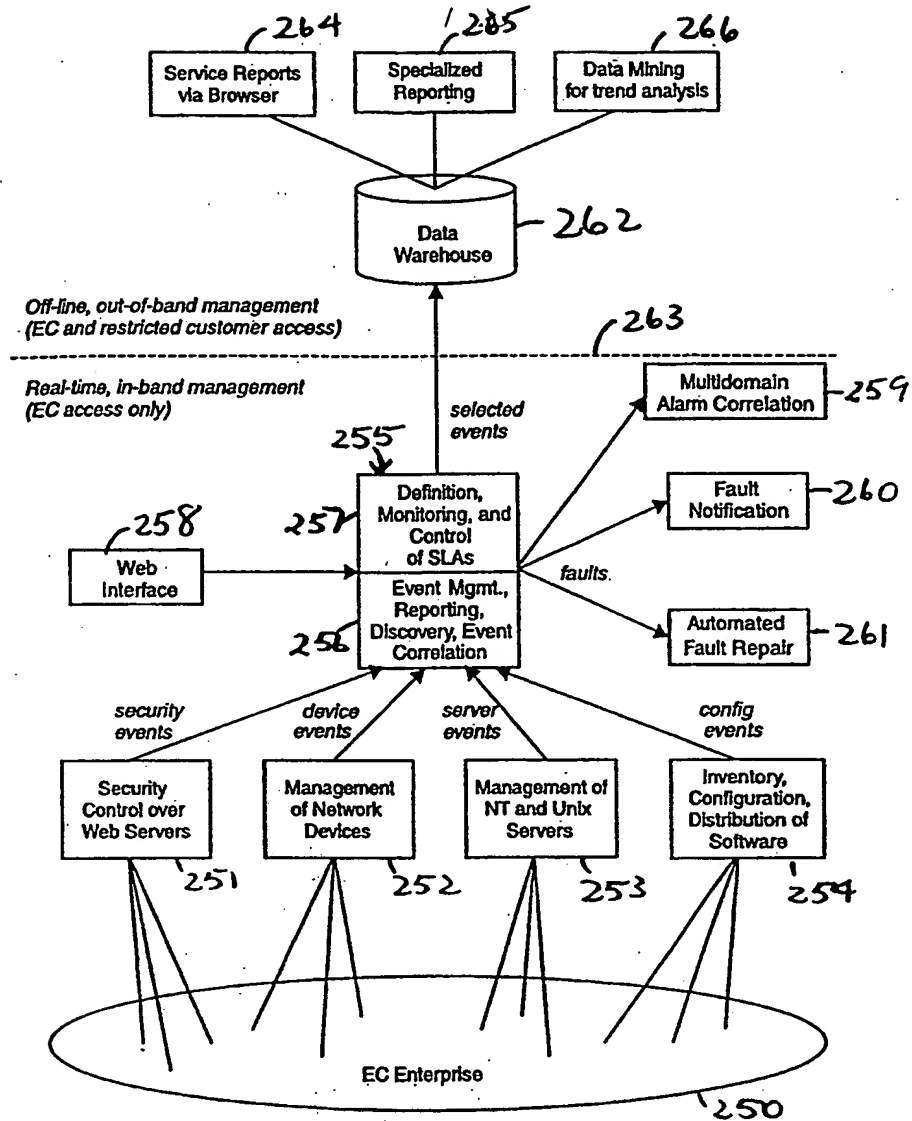 264
265
266
Service Reports
via Browser
Specialized
Reporting
Data Mining
for trend analysis
Data
Warehouse
262
Off-line, out-of-band management
(EC and restricted customer access)
263
Real-time, in-band management
(EC access only)
selected
events
Multidomain
Alarm Correlation
259
255
257
Definition,
Monitoring, and
Control
of SLAs
Fault
Notification
260
258
Web
Interface
faults.
256
Event Mgmt.,
Reporting,
Discovery, Event
Correlation
Automated
Fault Repair
261
security
events
device
events
server
events
config
events
Security
Control over
Web Servers
Management
of Network
Devices
Management of
NT and Unix
Servers
Inventory,
Configuration,
Distribution of
Software
251
252
253
254
EC Enterprise
250